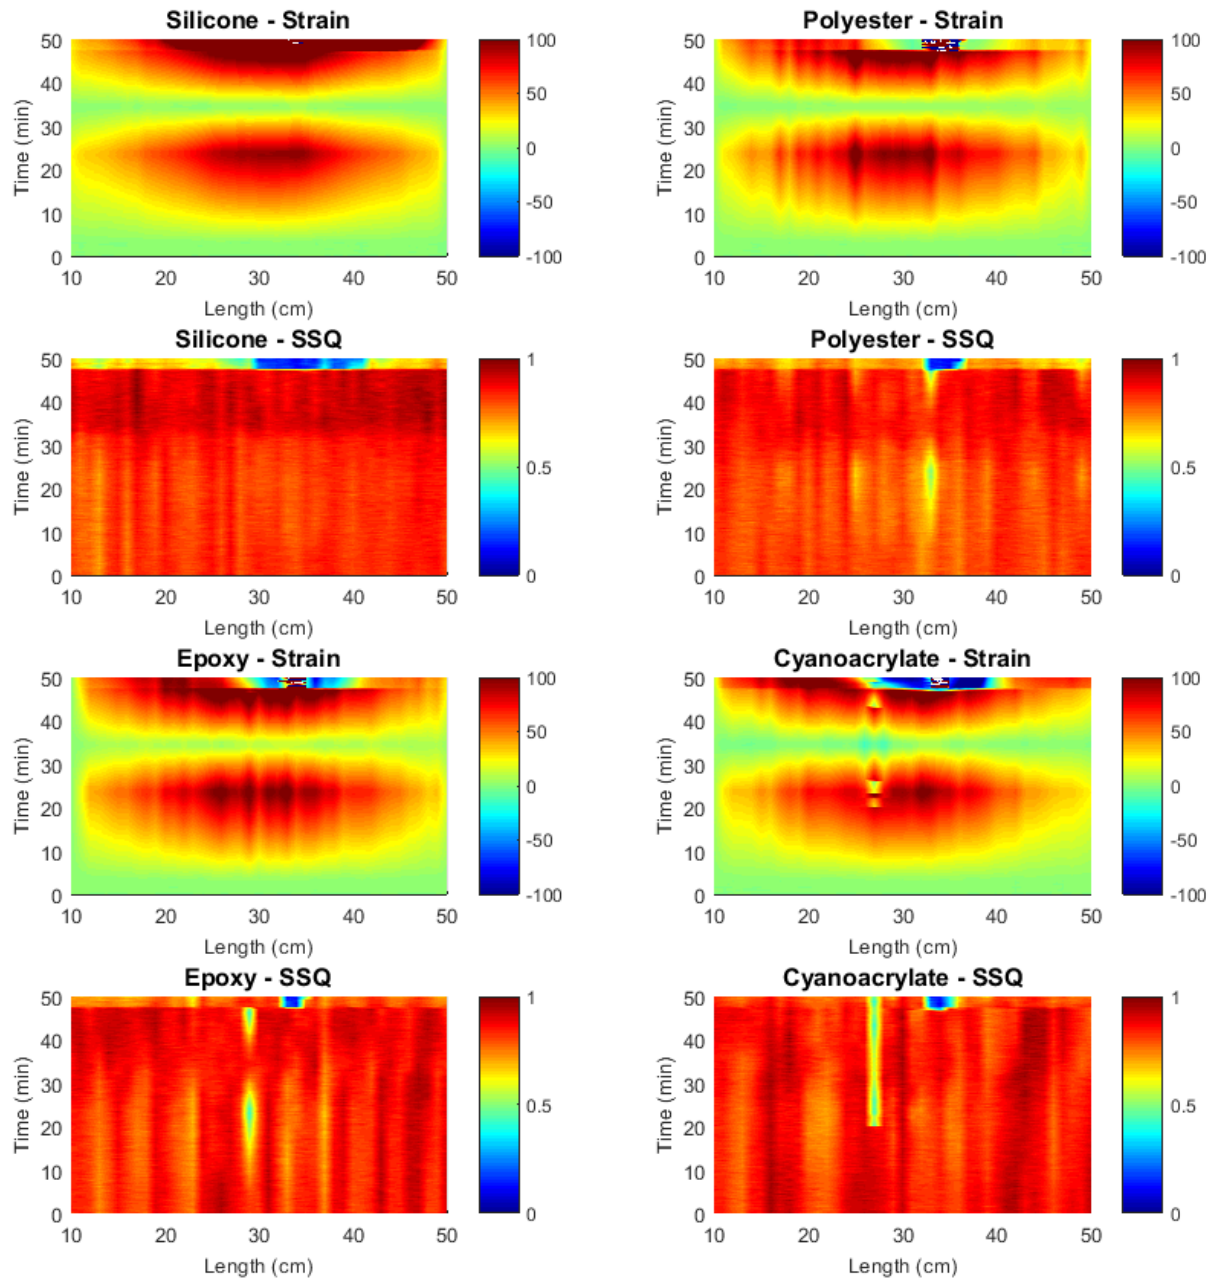 Silicone - Strain
50
40
30
20
10
0
Time (min)
10 20 30 40 50
Length (cm)
100
50
0
-50
-100
Polyester - Strain
50
40
30
20
10
0
Time (min)
10 20 30 40 50
Length (cm)
100
50
0
-50
-100
Silicone - SSQ
50
40
30
20
10
0
Time (min)
10 20 30 40 50
Length (cm)
1
0.5
0
Polyester - SSQ
50
40
30
20
10
0
Time (min)
10 20 30 40 50
Length (cm)
1
0.5
0
Epoxy - Strain
50
40
30
20
10
0
Time (min)
10 20 30 40 50
Length (cm)
100
50
0
-50
-100
Cyanoacrylate - Strain
50
40
30
20
10
0
Time (min)
10 20 30 40 50
Length (cm)
100
50
0
-50
-100
Epoxy - SSQ
50
40
30
20
10
0
Time (min)
10 20 30 40 50
Length (cm)
1
0.5
0
Cyanoacrylate - SSQ
50
40
30
20
10
0
Time (min)
10 20 30 40 50
Length (cm)
1
0.5
0